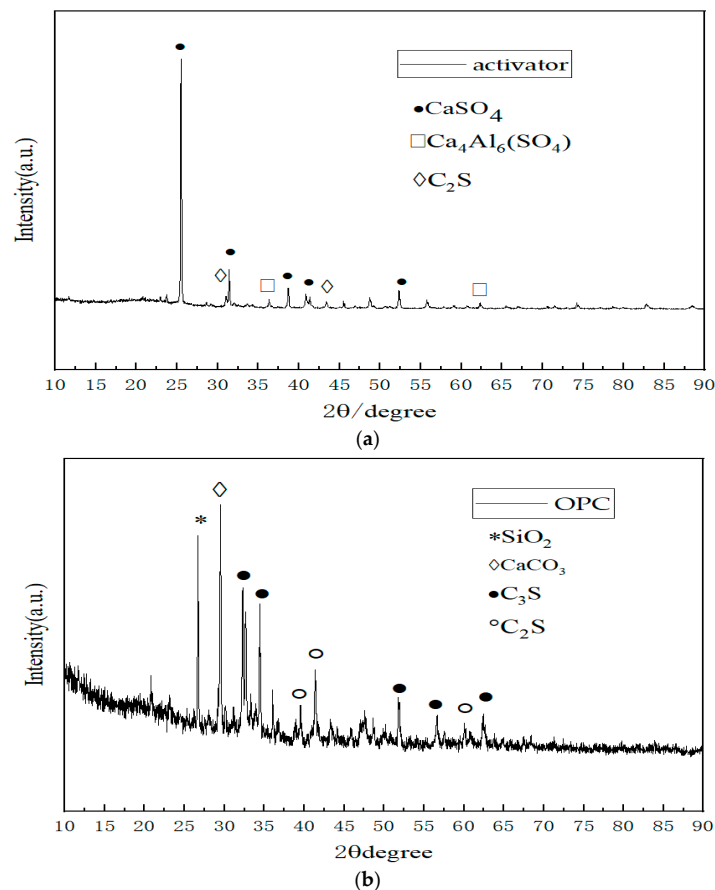 activator
●CaSO4
□Ca4Al6(SO4)
◇C2S
Intensity(a.u.)
10 15 20 25 30 35 40 45 50 55 60 65 70 75 80 85 90
2θ/degree
(a)
OPC
*SiO2
◇CaCO3
●C3S
○C2S
*
Intensity(a.u.)
10 15 20 25 30 35 40 45 50 55 60 65 70 75 80 85 90
2θdegree
(b)